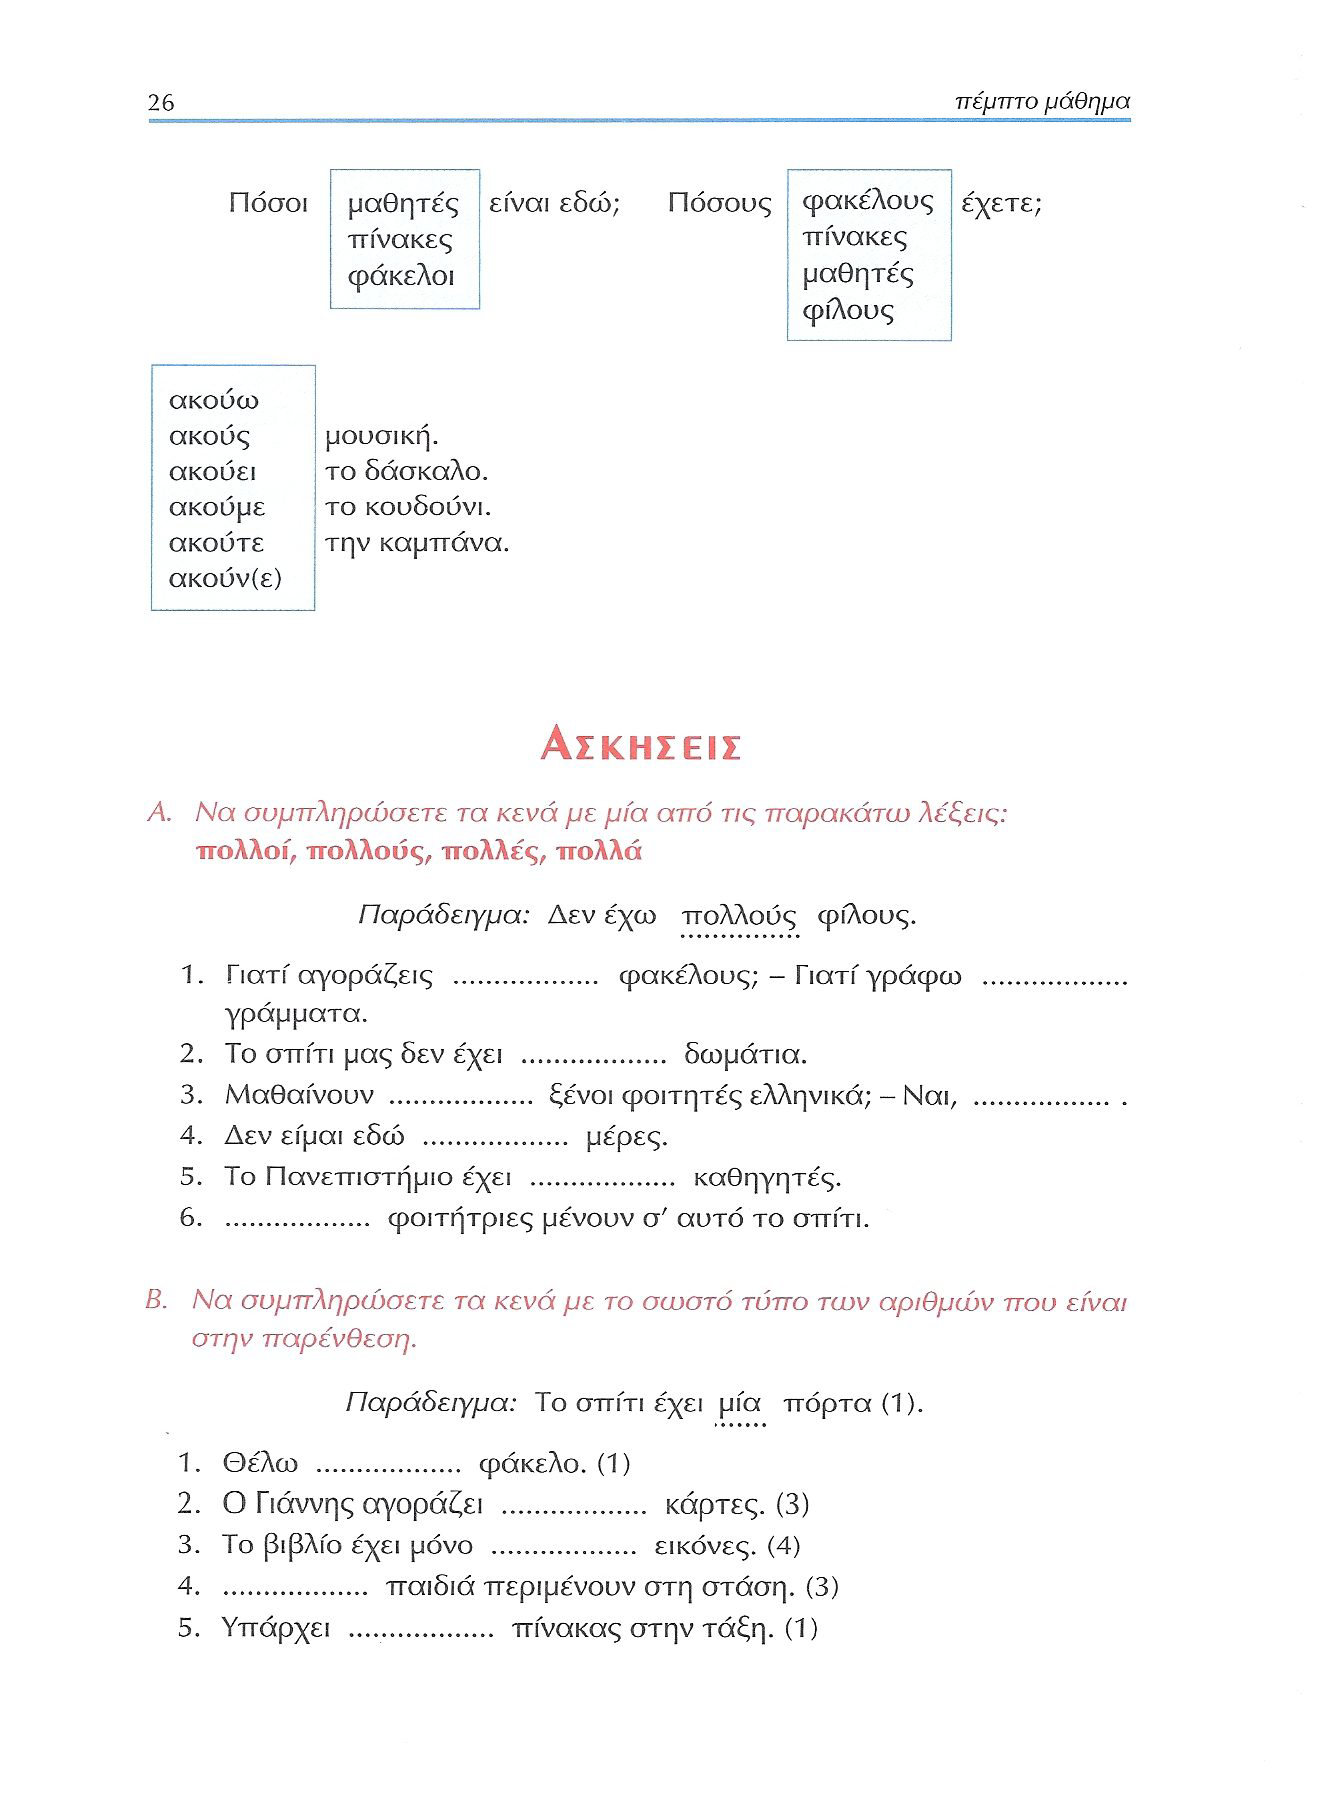 26 πέμπτο μάθημα
Πόσοι μαθητές είναι εδώ; Πόσους φακέλους έχετε;
πίνακες πίνακες
φάκελοι μαθητές
φίλους
ακούω
ακούς μουσική.
ακούει το δάσκαλο.
ακούμε το κουδούνι.
ακούτε την καμπάνα.
ακούν(ε)
ΑΣΚΗΣΕΙΣ
Α. Να συμπληρώσετε τα κενά με μία από τις παρακάτω λέξεις:
πολλοί, πολλούς, πολλές, πολλά
Παράδειγμα: Δεν έχω πολλούς φίλους.
1. Γιατί αγοράζεις .................. φακέλους; – Γιατί γράφω ..................
γράμματα.
2. Το σπίτι μας δεν έχει .................. δωμάτια.
3. Μαθαίνουν .................. ξένοι φοιτητές ελληνικά; – Ναι, ................. .
4. Δεν είμαι εδώ .................. μέρες.
5. Το Πανεπιστήμιο έχει .................. καθηγητές.
6. .................. φοιτήτριες μένουν σ' αυτό το σπίτι.
Β. Να συμπληρώσετε τα κενά με το σωστό τύπο των αριθμών που είναι
στην παρένθεση.
Παράδειγμα: Το σπίτι έχει μία πόρτα (1).
1. Θέλω .................. φάκελο. (1)
2. Ο Γιάννης αγοράζει .................. κάρτες. (3)
3. Το βιβλίο έχει μόνο .................. εικόνες. (4)
4. .................. παιδιά περιμένουν στη στάση. (3)
5. Υπάρχει .................. πίνακας στην τάξη. (1)